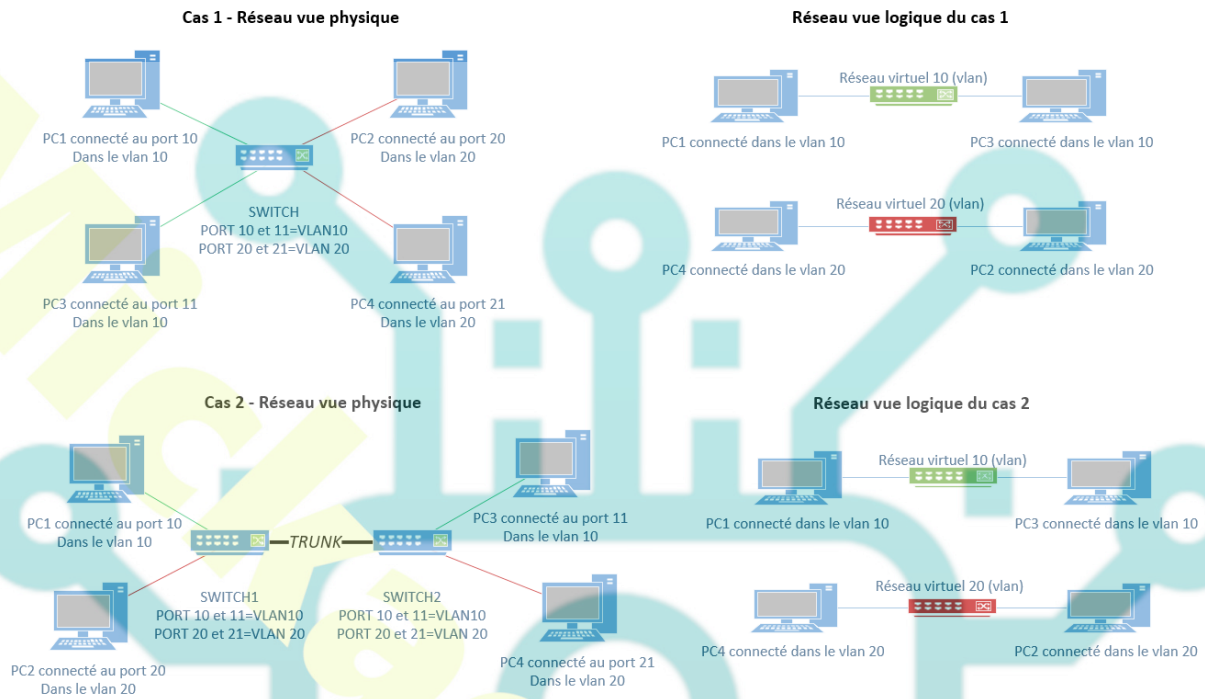 Cas 1 - Réseau vue physique
PC1 connecté au port 10
Dans le vlan 10
PC2 connecté au port 20
Dans le vlan 20
SWITCH
PORT 10 et 11=VLAN10
PORT 20 et 21=VLAN 20
PC3 connecté au port 11
Dans le vlan 10
PC4 connecté au port 21
Dans le vlan 20
Réseau vue logique du cas 1
Réseau virtuel 10 (vlan)
PC1 connecté dans le vlan 10
PC3 connecté dans le vlan 10
Réseau virtuel 20 (vlan)
PC4 connecté dans le vlan 20
PC2 connecté dans le vlan 20
Cas 2 - Réseau vue physique
PC1 connecté au port 10
Dans le vlan 10
PC3 connecté au port 11
Dans le vlan 10
TRUNK
SWITCH1
PORT 10 et 11=VLAN10
PORT 20 et 21=VLAN 20
SWITCH2
PORT 10 et 11=VLAN10
PORT 20 et 21=VLAN 20
PC2 connecté au port 20
Dans le vlan 20
PC4 connecté au port 21
Dans le vlan 20
Réseau vue logique du cas 2
Réseau virtuel 10 (vlan)
PC1 connecté dans le vlan 10
PC3 connecté dans le vlan 10
Réseau virtuel 20 (vlan)
PC4 connecté dans le vlan 20
PC2 connecté dans le vlan 20